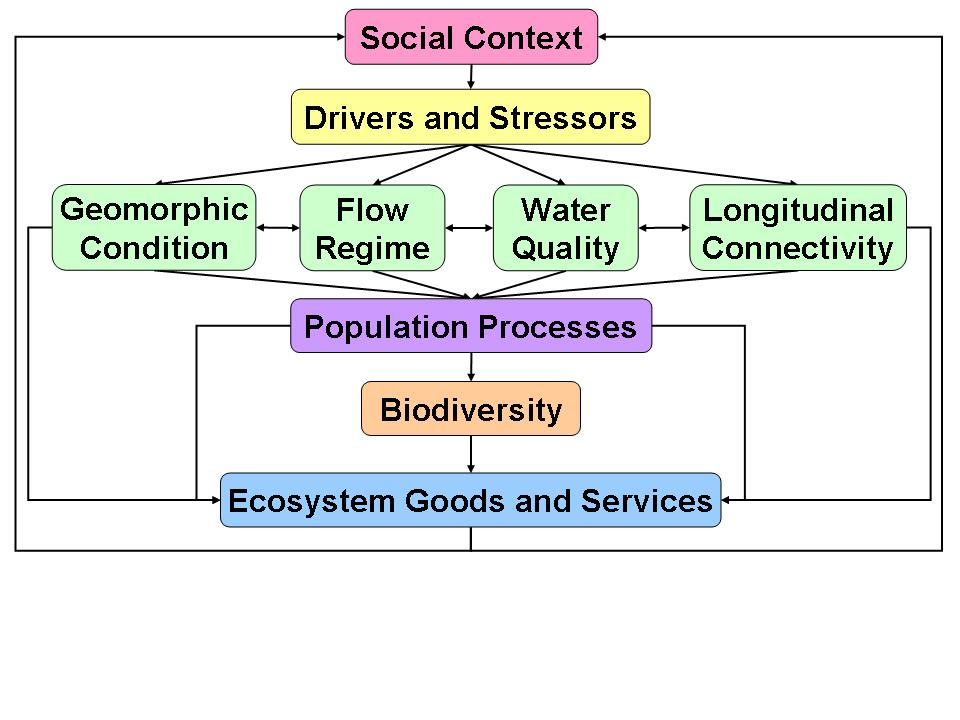 Social Context
Drivers and Stressors
Geomorphic
Condition
Flow
Regime
Water
Quality
Longitudinal
Connectivity
Population Processes
Biodiversity
Ecosystem Goods and Services